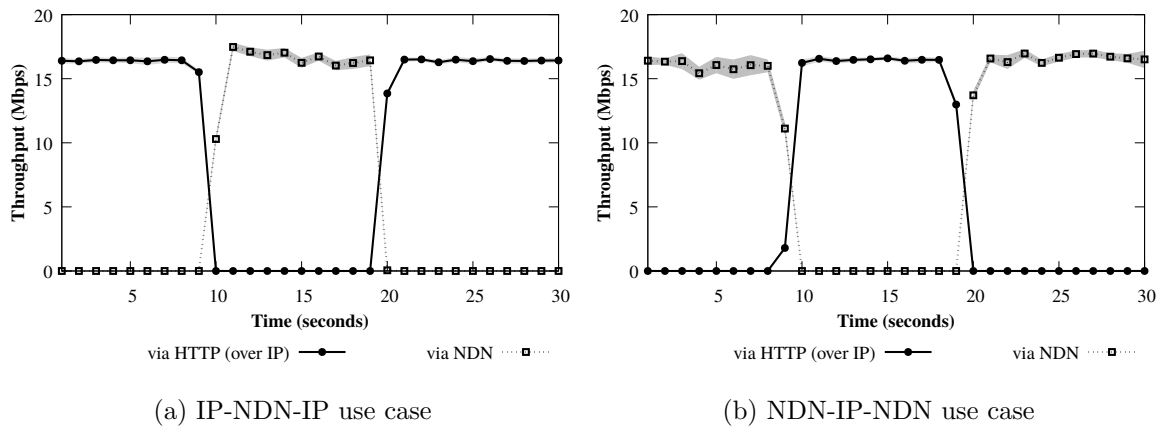 20
15
10
5
0
5 10 15 20 25 30
Throughput (Mbps)
Time (seconds)
via HTTP (over IP) via NDN
(a) IP-NDN-IP use case
20
15
10
5
0
5 10 15 20 25 30
Throughput (Mbps)
Time (seconds)
via HTTP (over IP) via NDN
(b) NDN-IP-NDN use case